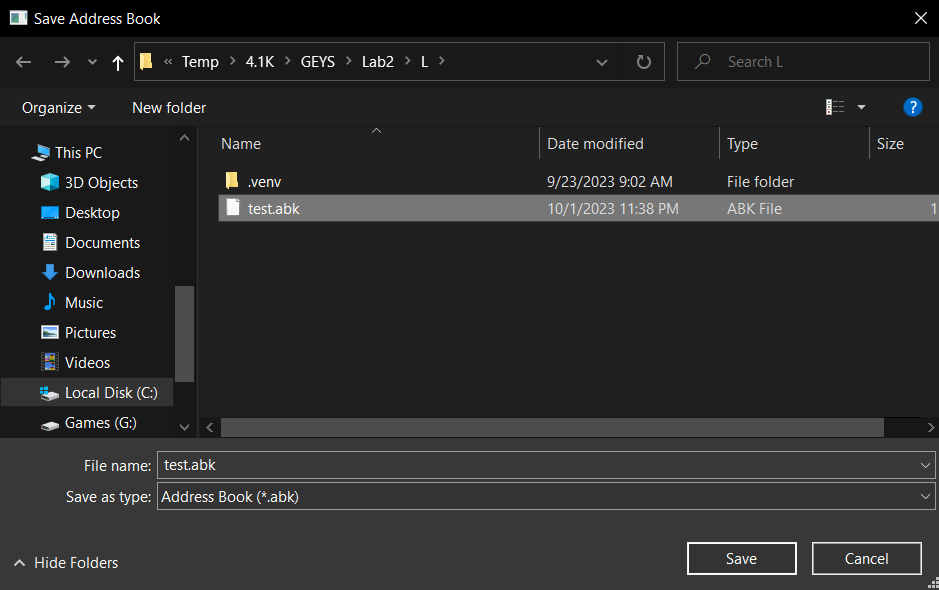 Save Address Book
« Temp > 4.1K > GEYS > Lab2 > L >
Search L
Organize
New folder
?
Name
Date modified
Type
Size
This PC
3D Objects
Desktop
Documents
Downloads
Music
Pictures
Videos
Local Disk (C:)
Games (G:)
.venv 9/23/2023 9:02 AM File folder
test.abk 10/1/2023 11:38 PM ABK File 1
File name: test.abk
Save as type: Address Book (*.abk)
Hide Folders
Save
Cancel